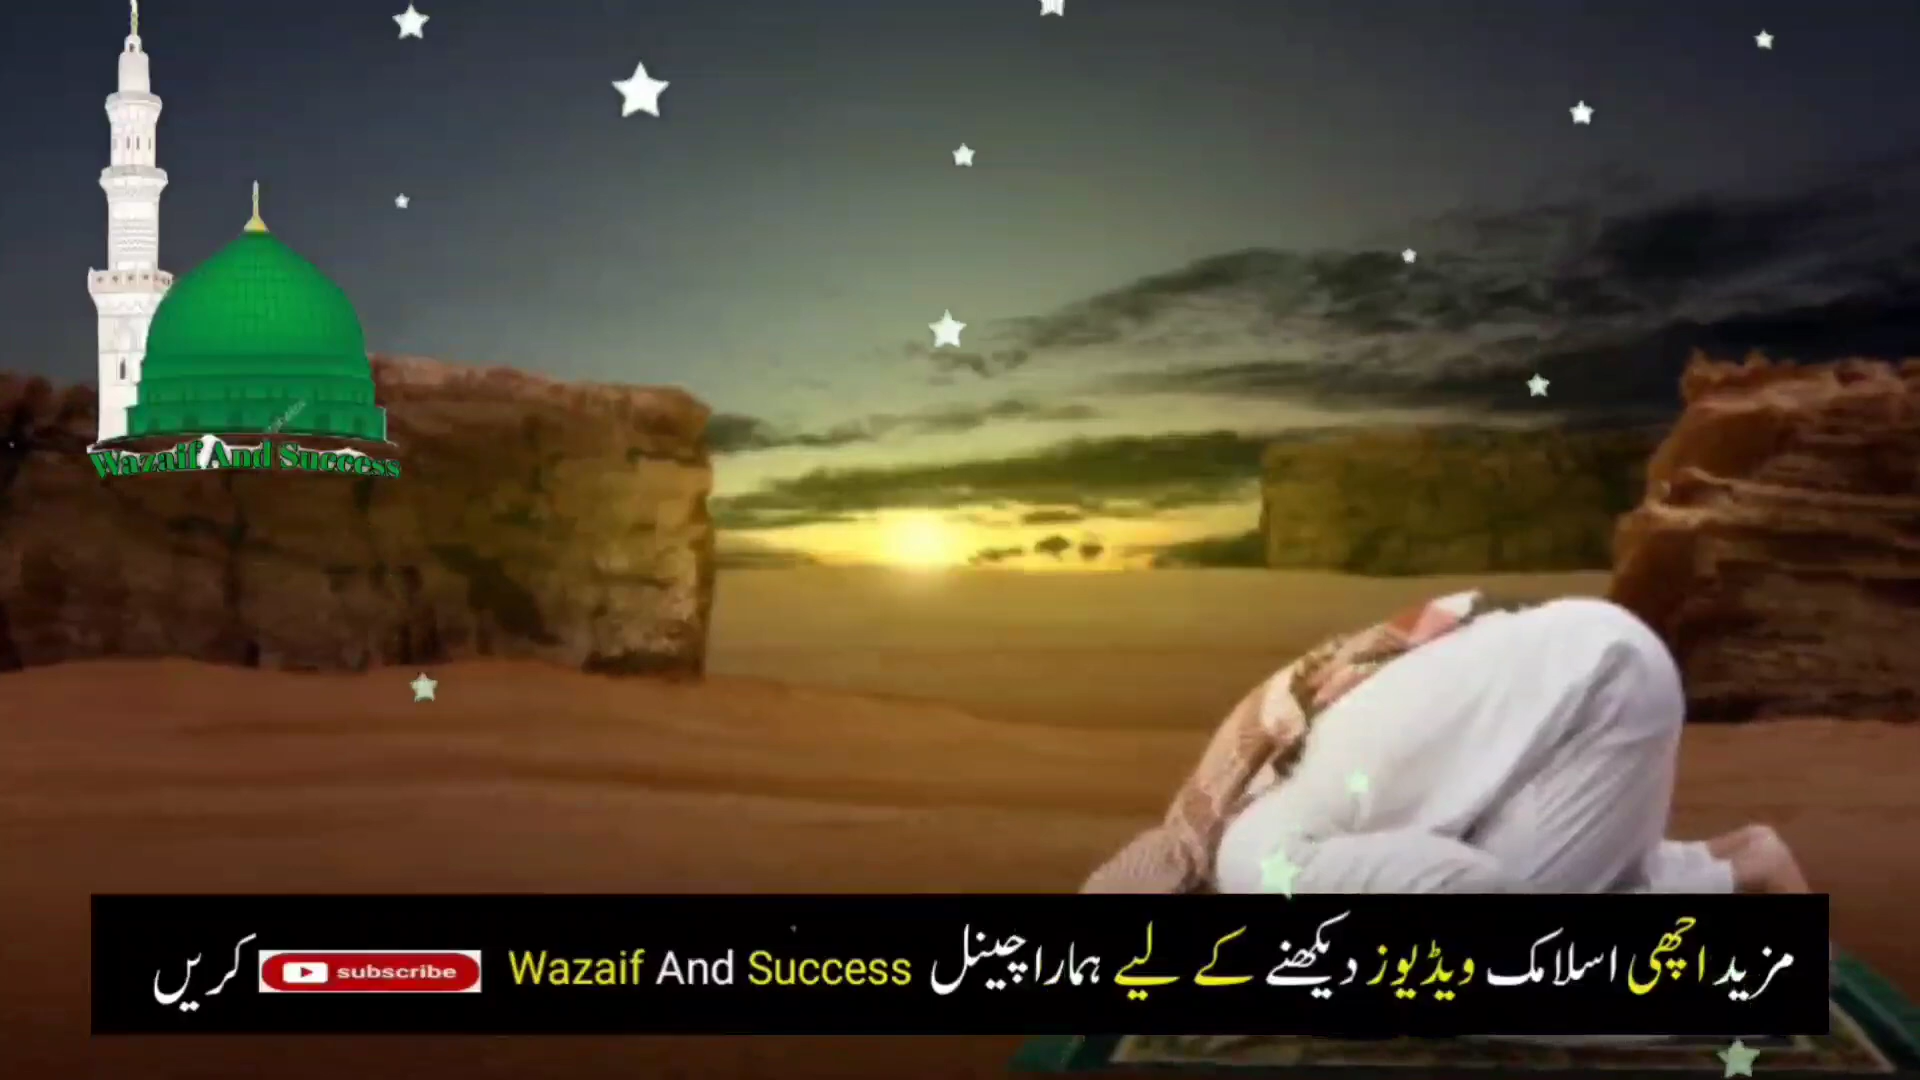 Wazaif And Success
مزید اچھی اسلامک ویڈیوز دیکھنے کے لیے ہمارا چینل Wazaif And Success subscribe کریں